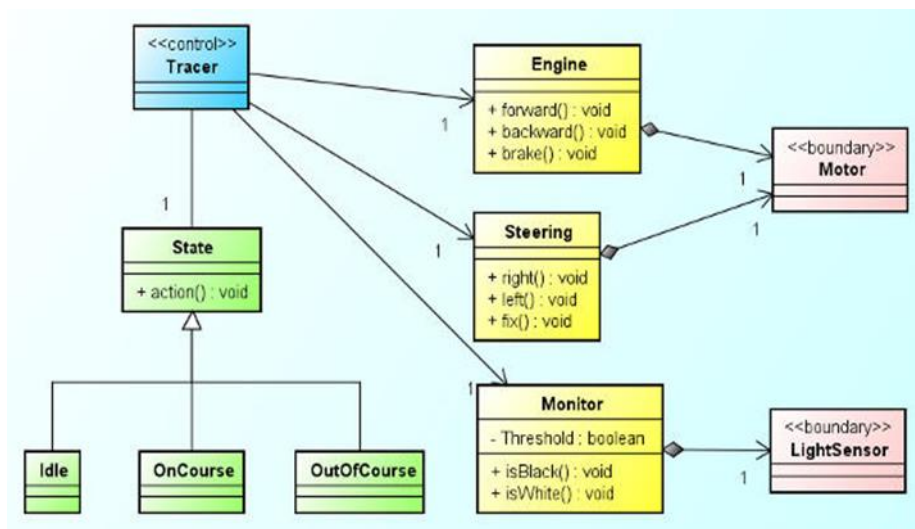 <<control>>
Tracer
1
State
+ action() : void
Idle
OnCourse
OutOfCourse
1
Engine
+ forward() : void
+ backward() : void
+ brake() : void
1
Steering
+ right() : void
+ left() : void
+ fix() : void
1
Monitor
- Threshold : boolean
+ isBlack() : void
+ isWhite() : void
1
1
<<boundary>>
Motor
1
<<boundary>>
LightSensor